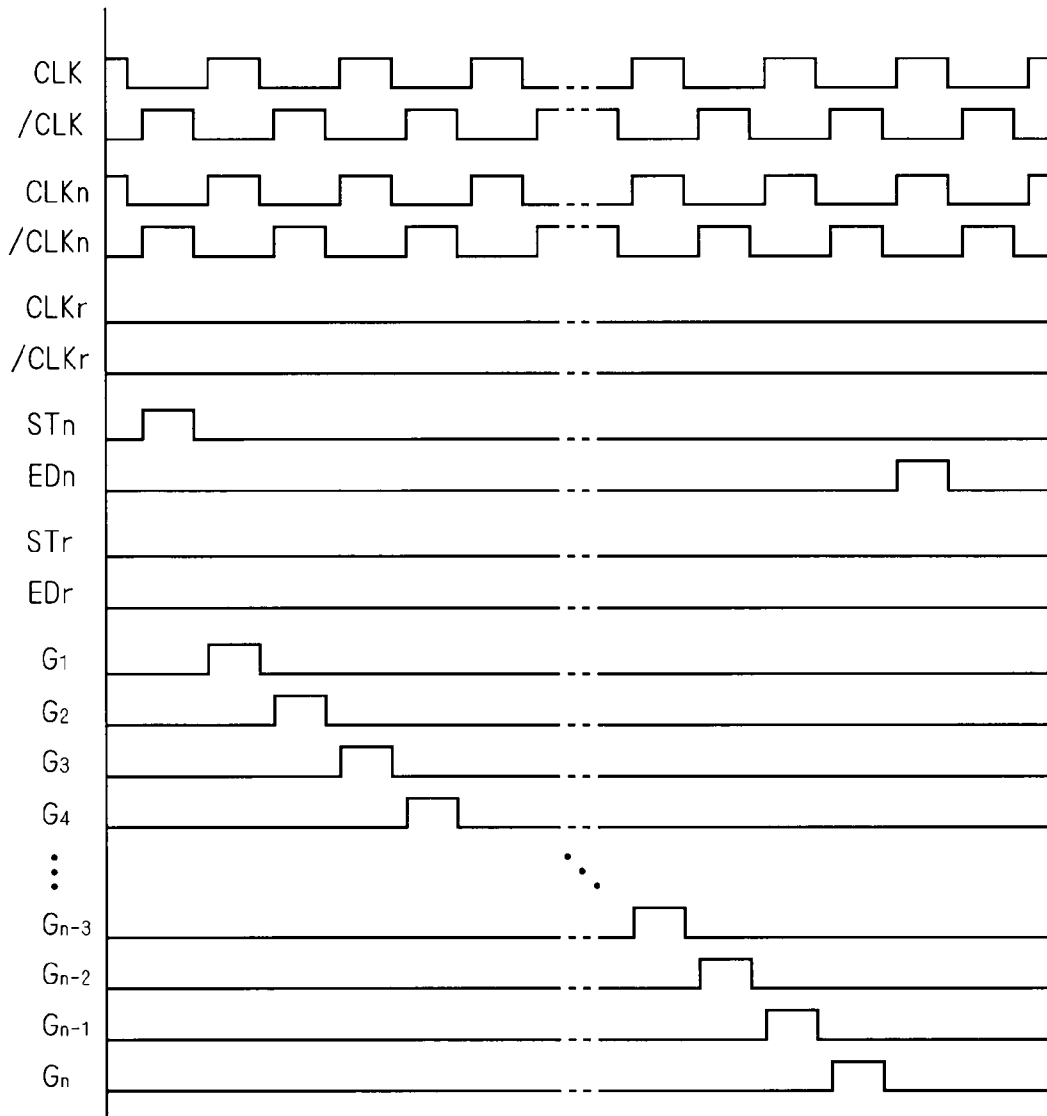 CLK
/CLK
CLKn
/CLKn
CLKr
/CLKr
STn
EDn
STr
EDr
G1
G2
G3
G4
Gn-3
Gn-2
Gn-1
Gn